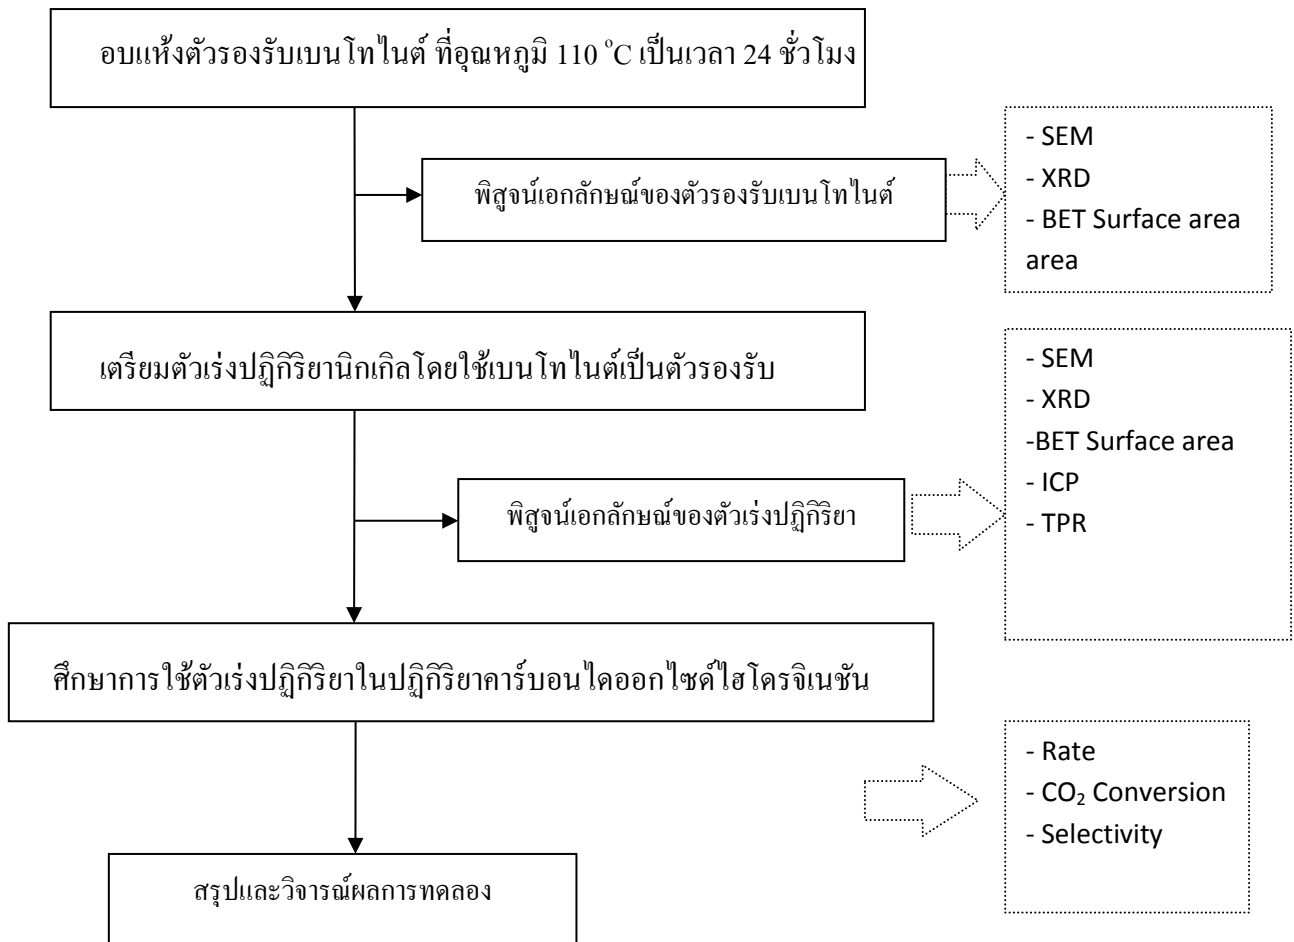 อบแห้งตัวรองรับเบนโทไนต์ ที่อุณหภูมิ 110 °C เป็นเวลา 24 ชั่วโมง
พิสูจน์เอกลักษณ์ของตัวรองรับเบนโทไนต์
- SEM
- XRD
- BET Surface area
area
เตรียมตัวเร่งปฏิกิริยานิกเกิลโดยใช้เบนโทไนต์เป็นตัวรองรับ
พิสูจน์เอกลักษณ์ของตัวเร่งปฏิกิริยา
- SEM
- XRD
-BET Surface area
- ICP
- TPR
ศึกษาการใช้ตัวเร่งปฏิกิริยาในปฏิกิริยาคาร์บอนไดออกไซด์ไฮโดรจิเนชัน
- Rate
- CO₂ Conversion
- Selectivity
สรุปและวิจารณ์ผลการทดลอง